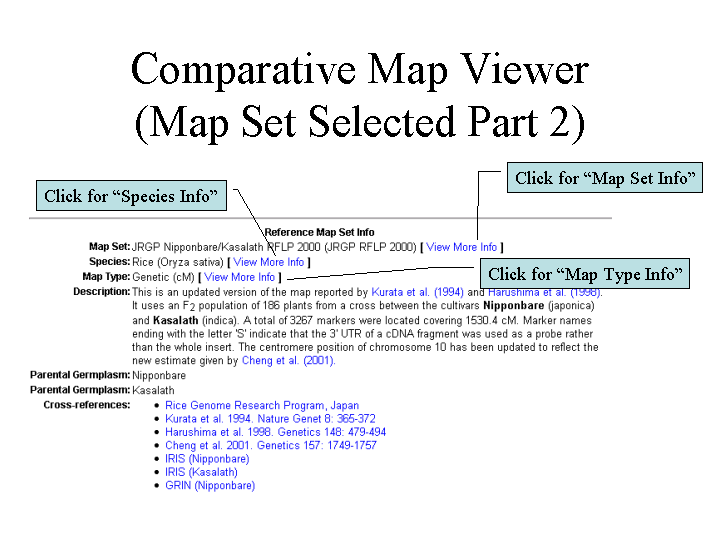 Comparative Map Viewer
(Map Set Selected Part 2)
Click for “Map Set Info”
Click for “Species Info”
Reference Map Set Info
Map Set: JRGP Nipponbare/Kasalath RFLP 2000 (JRGP RFLP 2000) [ View More Info ]
Species: Rice (Oryza sativa) [ View More Info ]
Map Type: Genetic (cM) [ View More Info ]
Click for “Map Type Info”
Description: This is an updated version of the map reported by Kurata et al. (1994) and Harushima et al. (1998).
It uses an F2 population of 186 plants from a cross between the cultivars Nipponbare (japonica)
and Kasalath (indica). A total of 3267 markers were located covering 1530.4 cM. Marker names
ending with the letter 'S' indicate that the 3' UTR of a cDNA fragment was used as a probe rather
than the whole insert. The centromere position of chromosome 10 has been updated to reflect the
new estimate given by Cheng et al. (2001).
Parental Germplasm: Nipponbare
Parental Germplasm: Kasalath
Cross-references: • Rice Genome Research Program, Japan
• Kurata et al. 1994. Nature Genet 8: 365-372
• Harushima et al. 1998. Genetics 148: 479-494
• Cheng et al. 2001. Genetics 157: 1749-1757
• IRIS (Nipponbare)
• IRIS (Kasalath)
• GRIN (Nipponbare)